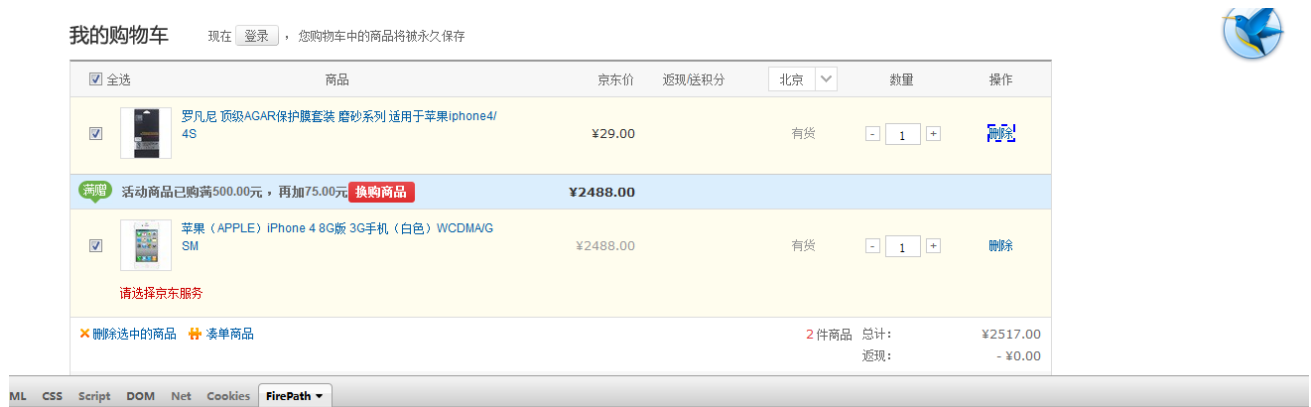 我的购物车 现在 登录 ，您购物车中的商品将被永久保存
全选 商品 京东价 返现/送积分 北京 数量 操作
罗凡尼 顶级AGAR保护膜套装 磨砂系列 适用于苹果iphone4/
4S ¥29.00 有货 - 1 + 删除
满赠 活动商品已购满500.00元，再加75.00元 换购商品 ¥2488.00
苹果（APPLE）iPhone 4 8G版 3G手机（白色）WCDMA/G
SM ¥2488.00 有货 - 1 + 删除
请选择京东服务
删除选中的商品 凑单商品 2 件商品 总计： ¥2517.00
返现： - ¥0.00
ML CSS Script DOM Net Cookies FirePath